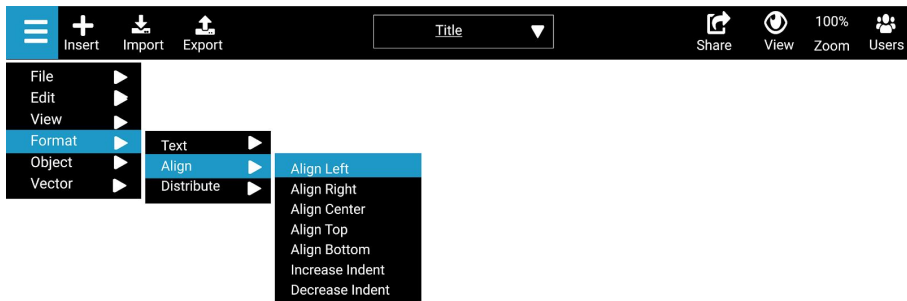 Insert
Import
Export
Title
Share
View
100%
Zoom
Users
File
Edit
View
Format
Object
Vector
Text
Align
Distribute
Align Left
Align Right
Align Center
Align Top
Align Bottom
Increase Indent
Decrease Indent